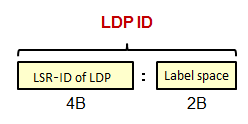 LDP ID
LSR-ID of LDP : Label space
4B 2B